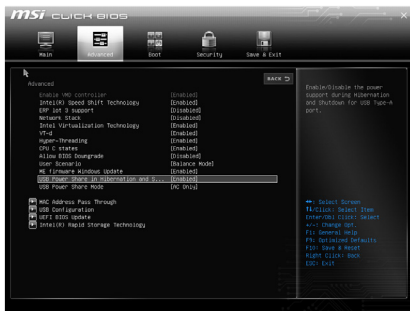 msi CLICK BIOS
Main
Advanced
Boot
Security
Save & Exit
BACK
Advanced
Enable VMD controller [Enabled]
Intel(R) Speed Shift Technology [Enabled]
ERP lot 3 support [Disabled]
Network Stack [Disabled]
Intel Virtualization Technology [Enabled]
VT-d [Enabled]
Hyper-Threading [Enabled]
CPU C states [Enabled]
Allow BIOS Downgrade [Disabled]
User Scenario [Balance Mode]
ME firmware Windows Update [Enabled]
USB Power Share in Hibernation and S... [Enabled]
USB Power Share Mode [AC Only]
MAC Address Pass Through
USB Configuration
UEFI BIOS Update
Intel(R) Rapid Storage Technology
Enable/Disable the power
support during Hibernation
and Shutdown for USB Type-A
port.
↔: Select Screen
↑↓/Click: Select Item
Enter/Dbl Click: Select
+/-: Change Opt.
F1: General Help
F9: Optimized Defaults
F10: Save & Reset
Right Click: Back
ESC: Exit